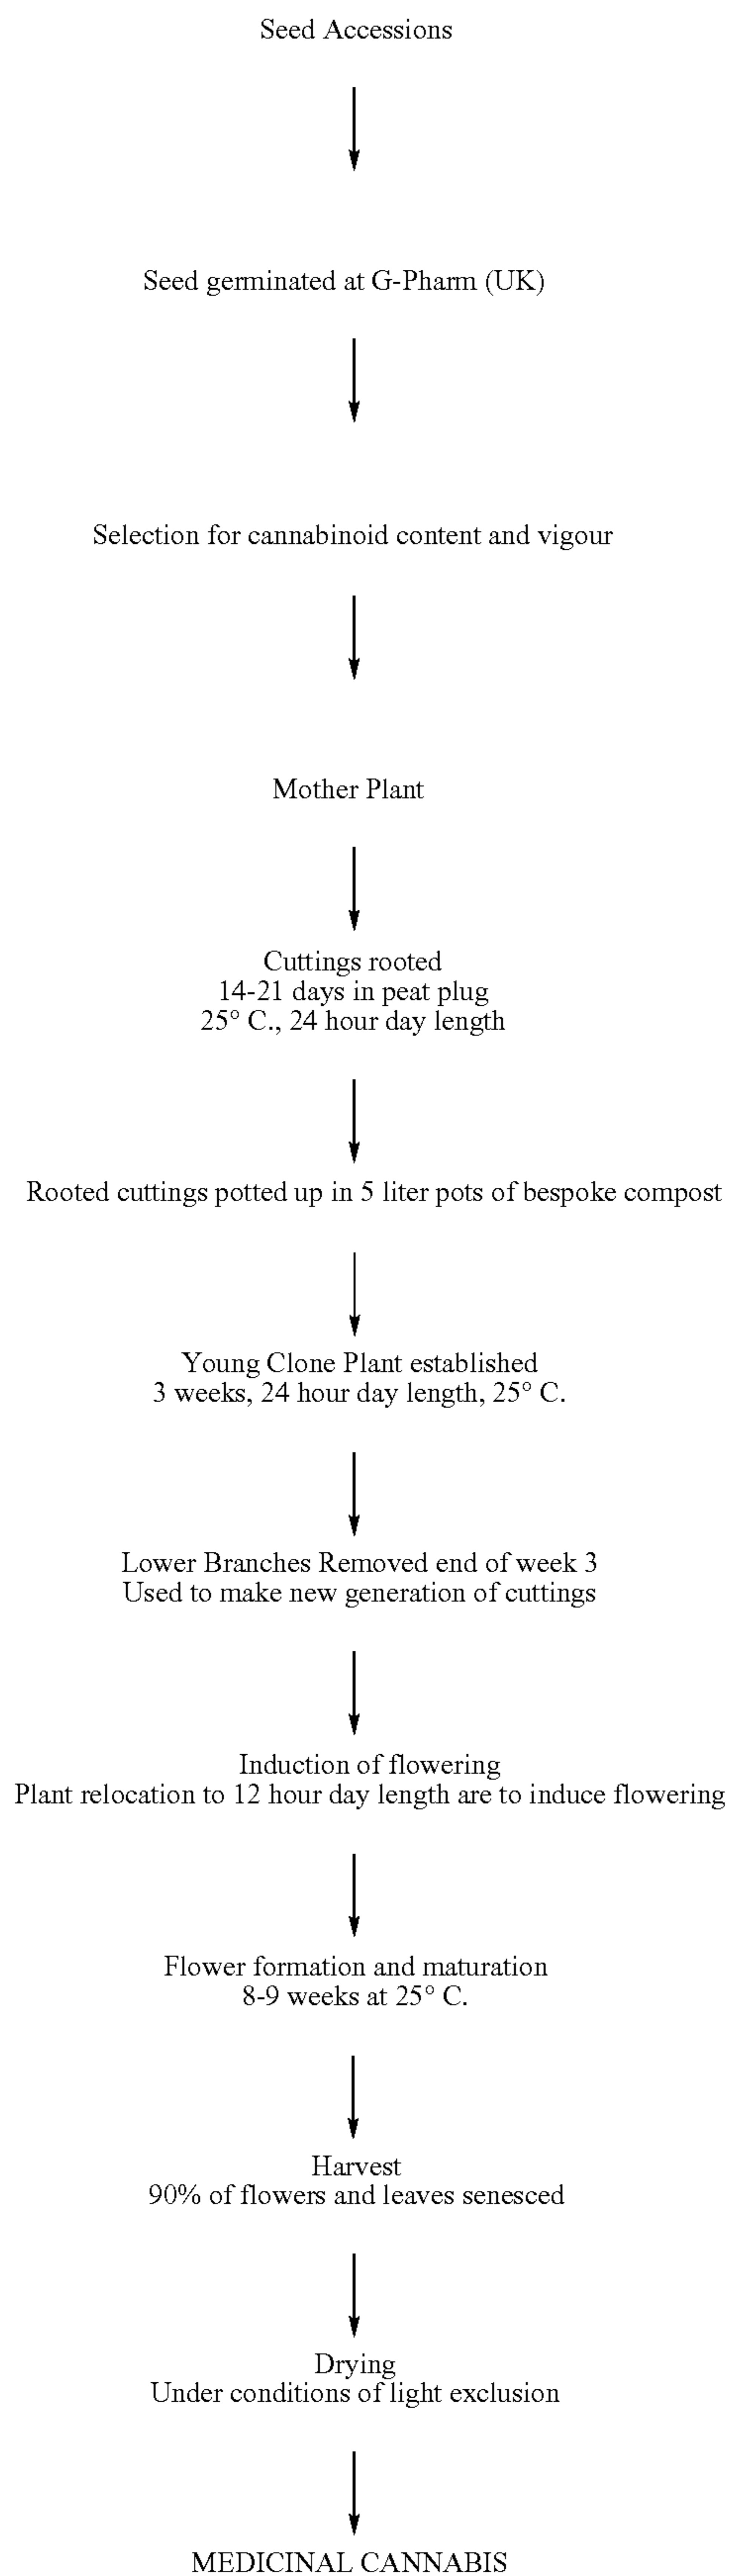 Seed Accessions
Seed germinated at G-Pharm (UK)
Selection for cannabinoid content and vigour
Mother Plant
Cuttings rooted
14-21 days in peat plug
25° C., 24 hour day length
Rooted cuttings potted up in 5 liter pots of bespoke compost
Young Clone Plant established
3 weeks, 24 hour day length, 25° C.
Lower Branches Removed end of week 3
Used to make new generation of cuttings
Induction of flowering
Plant relocation to 12 hour day length are to induce flowering
Flower formation and maturation
8-9 weeks at 25° C.
Harvest
90% of flowers and leaves senesced
Drying
Under conditions of light exclusion
MEDICINAL CANNABIS